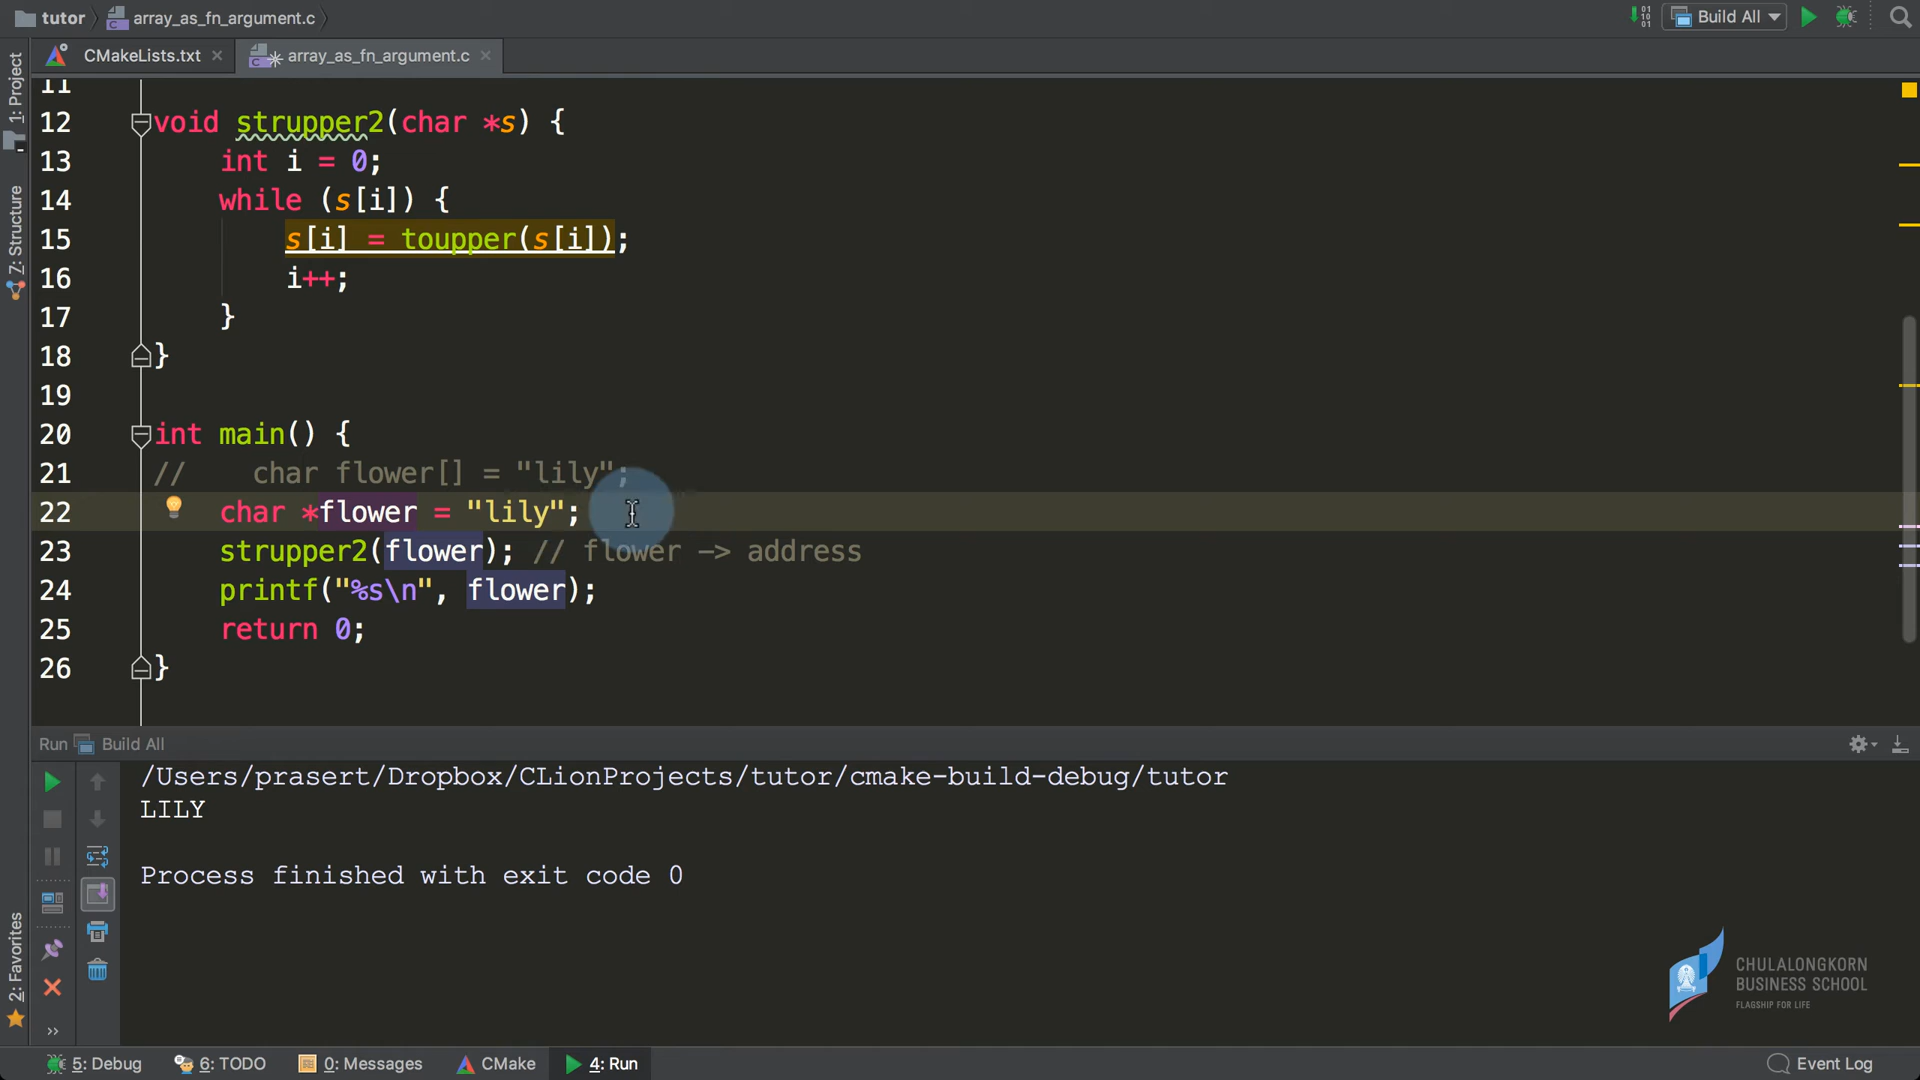 tutor array_as_fn_argument.c Build All
CMakeLists.txt array_as_fn_argument.c
1: Project
7: Structure
2: Favorites
11
12 void strupper2(char *s) {
13 int i = 0;
14 while (s[i]) {
15 s[i] = toupper(s[i]);
16 i++;
17 }
18 }
19
20 int main() {
21 // char flower[] = "lily";
22 char *flower = "lily";
23 strupper2(flower); // flower -> address
24 printf("%s\n", flower);
25 return 0;
26 }
Run Build All
/Users/prasert/Dropbox/CLionProjects/tutor/cmake-build-debug/tutor
LILY
Process finished with exit code 0
CHULALONGKORN
BUSINESS SCHOOL
FLAGSHIP FOR LIFE
5: Debug 6: TODO 0: Messages CMake 4: Run Event Log